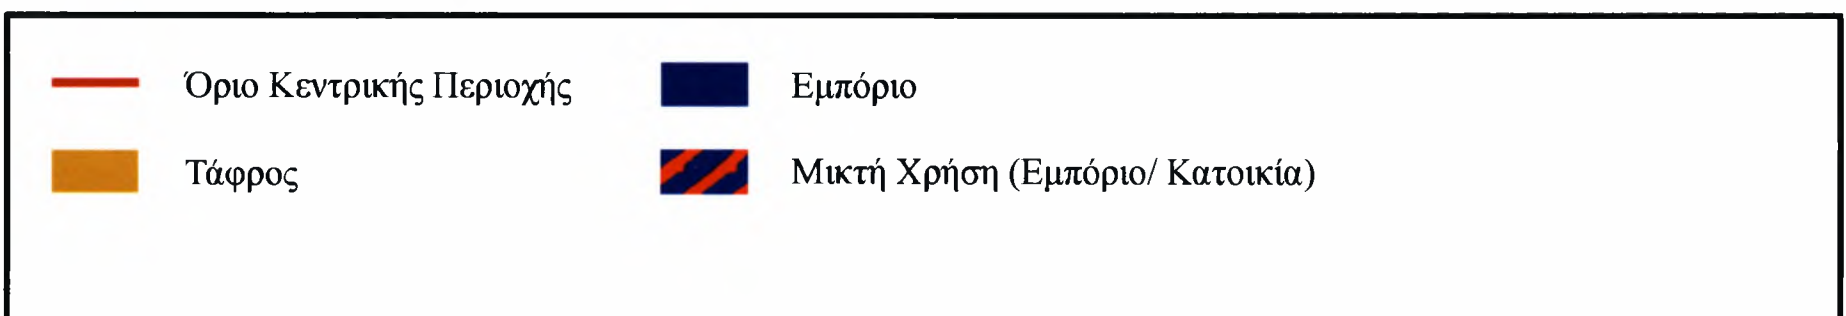 Όριο Κεντρικής Περιοχής
Τάφρος
Εμπόριο
Μικτή Χρήση (Εμπόριο/ Κατοικία)